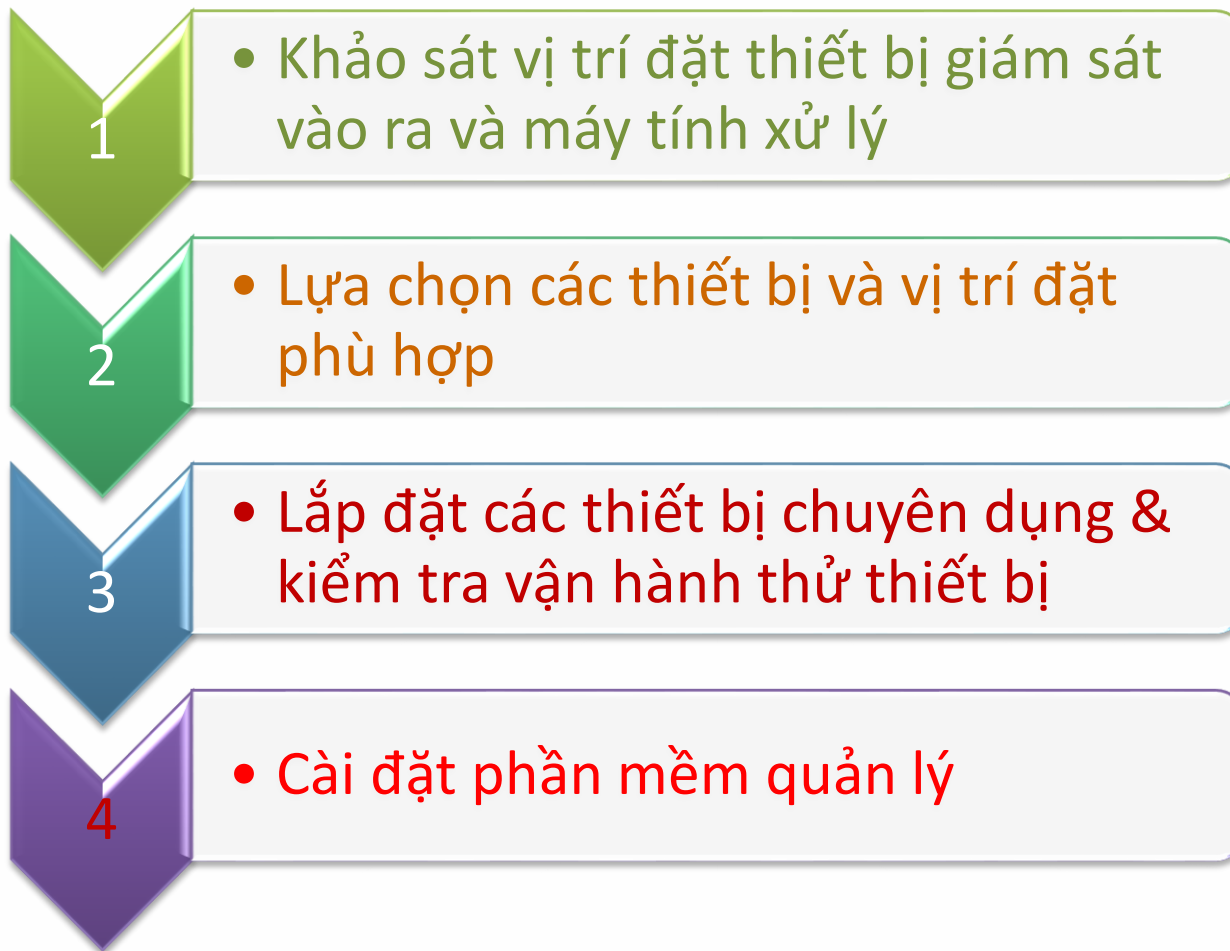 1
• Khảo sát vị trí đặt thiết bị giám sát
vào ra và máy tính xử lý
2
• Lựa chọn các thiết bị và vị trí đặt
phù hợp
3
• Lắp đặt các thiết bị chuyên dụng &
kiểm tra vận hành thử thiết bị
4
• Cài đặt phần mềm quản lý